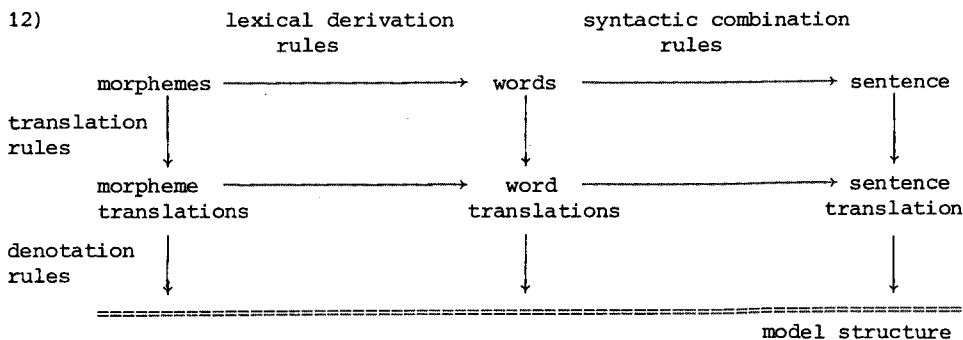 12) lexical derivation syntactic combination
rules rules
morphemes words sentence
translation
rules
morpheme word sentence
translations translations translation
denotation
rules
model structure